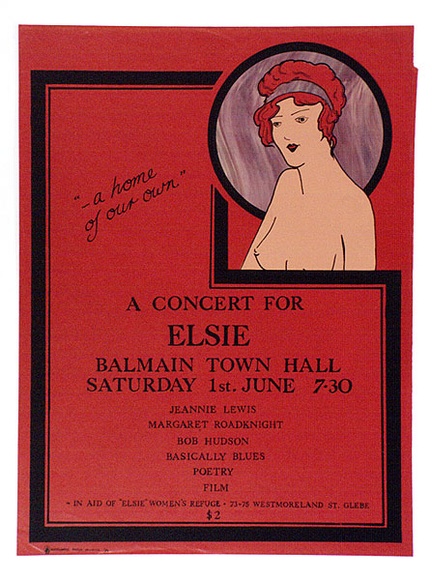 "—a home
of our own"
A CONCERT FOR
ELSIE
BALMAIN TOWN HALL
SATURDAY 1st. JUNE 7-30
JEANNIE LEWIS
MARGARET ROADKNIGHT
BOB HUDSON
BASICALLY BLUES
POETRY
FILM
- IN AID OF "ELSIE" WOMEN'S REFUGE · 73-75 WESTMORELAND ST. GLEBE
$2